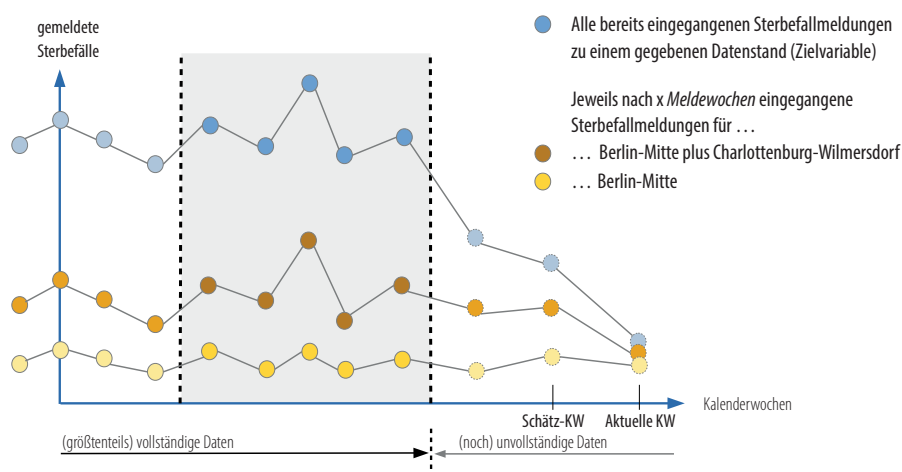 gemeldete
Sterbefälle
Alle bereits eingegangenen Sterbefallmeldungen
zu einem gegebenen Datenstand (Zielvariable)
Jeweils nach x Meldewochen eingegangene
Sterbefallmeldungen für …
… Berlin-Mitte plus Charlottenburg-Wilmersdorf
… Berlin-Mitte
Kalenderwochen
Schätz-KW
Aktuelle KW
(größtenteils) vollständige Daten
(noch) unvollständige Daten